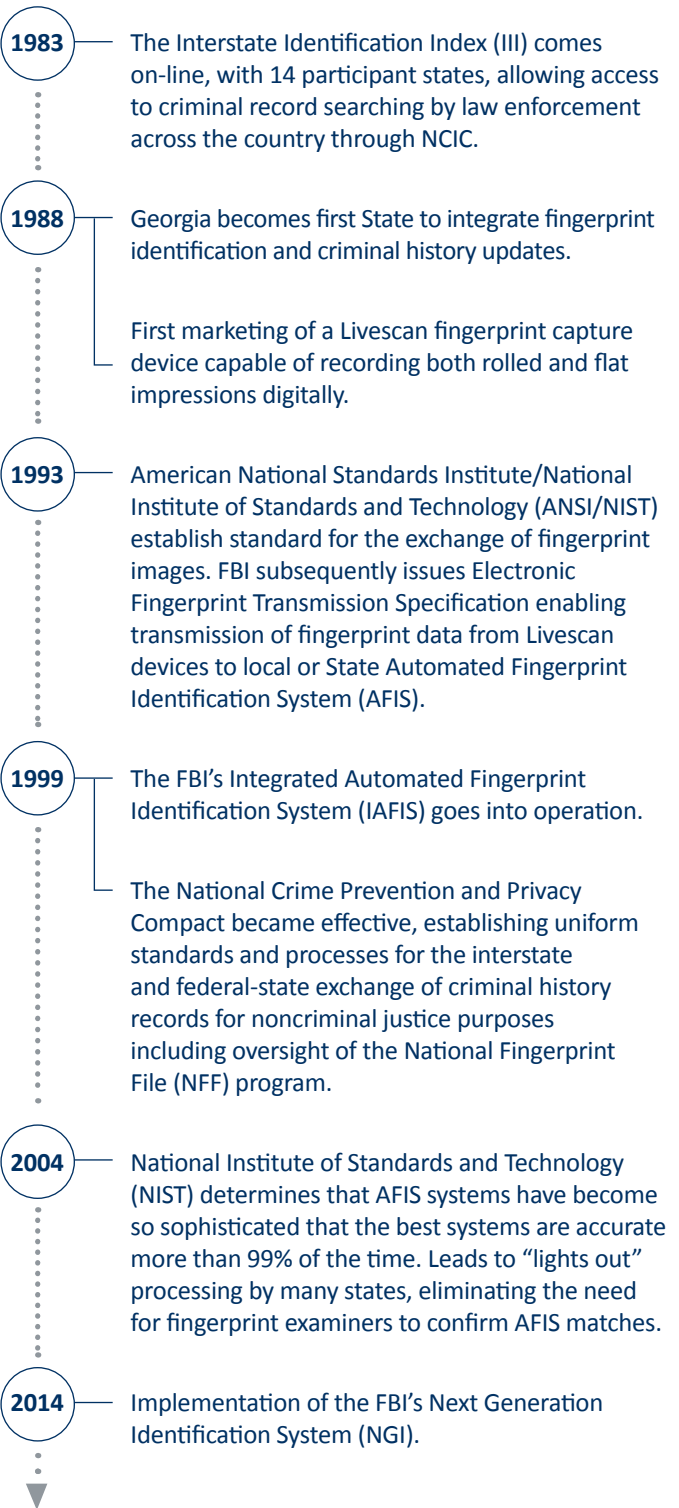 1983
The Interstate Identification Index (III) comes
on-line, with 14 participant states, allowing access
to criminal record searching by law enforcement
across the country through NCIC.
1988
Georgia becomes first State to integrate fingerprint
identification and criminal history updates.
First marketing of a Livescan fingerprint capture
device capable of recording both rolled and flat
impressions digitally.
1993
American National Standards Institute/National
Institute of Standards and Technology (ANSI/NIST)
establish standard for the exchange of fingerprint
images. FBI subsequently issues Electronic
Fingerprint Transmission Specification enabling
transmission of fingerprint data from Livescan
devices to local or State Automated Fingerprint
Identification System (AFIS).
1999
The FBI’s Integrated Automated Fingerprint
Identification System (IAFIS) goes into operation.
The National Crime Prevention and Privacy
Compact became effective, establishing uniform
standards and processes for the interstate
and federal-state exchange of criminal history
records for noncriminal justice purposes
including oversight of the National Fingerprint
File (NFF) program.
2004
National Institute of Standards and Technology
(NIST) determines that AFIS systems have become
so sophisticated that the best systems are accurate
more than 99% of the time. Leads to “lights out”
processing by many states, eliminating the need
for fingerprint examiners to confirm AFIS matches.
2014
Implementation of the FBI’s Next Generation
Identification System (NGI).